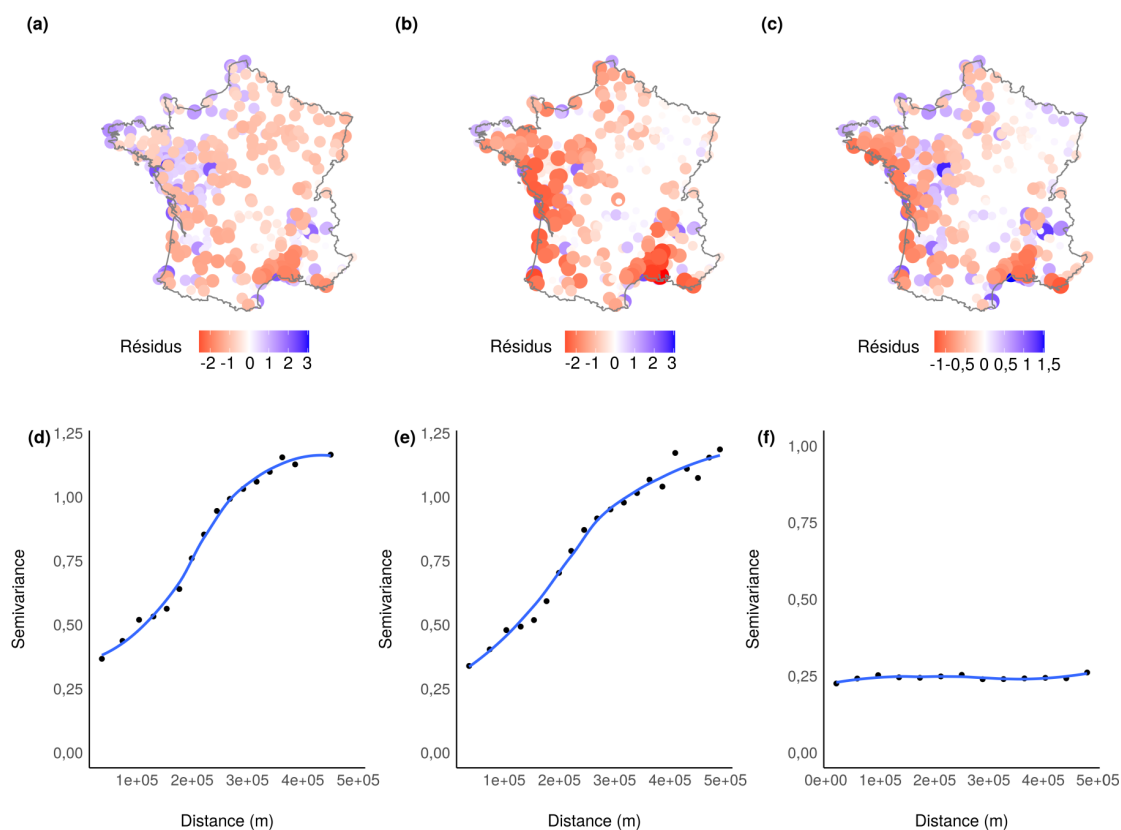 (a)
(b)
(c)
Résidus
-2 -1 0 1 2 3
Résidus
-2 -1 0 1 2 3
Résidus
-1-0,5 0 0,5 1 1,5
(d)
1,25
1,00
0,75
0,50
0,25
0,00
Semivariance
1e+05 2e+05 3e+05 4e+05 5e+05
Distance (m)
(e)
1,25
1,00
0,75
0,50
0,25
0,00
Semivariance
1e+05 2e+05 3e+05 4e+05 5e+05
Distance (m)
(f)
1,00
0,75
0,50
0,25
0,00
Semivariance
0e+00 1e+05 2e+05 3e+05 4e+05 5e+05
Distance (m)